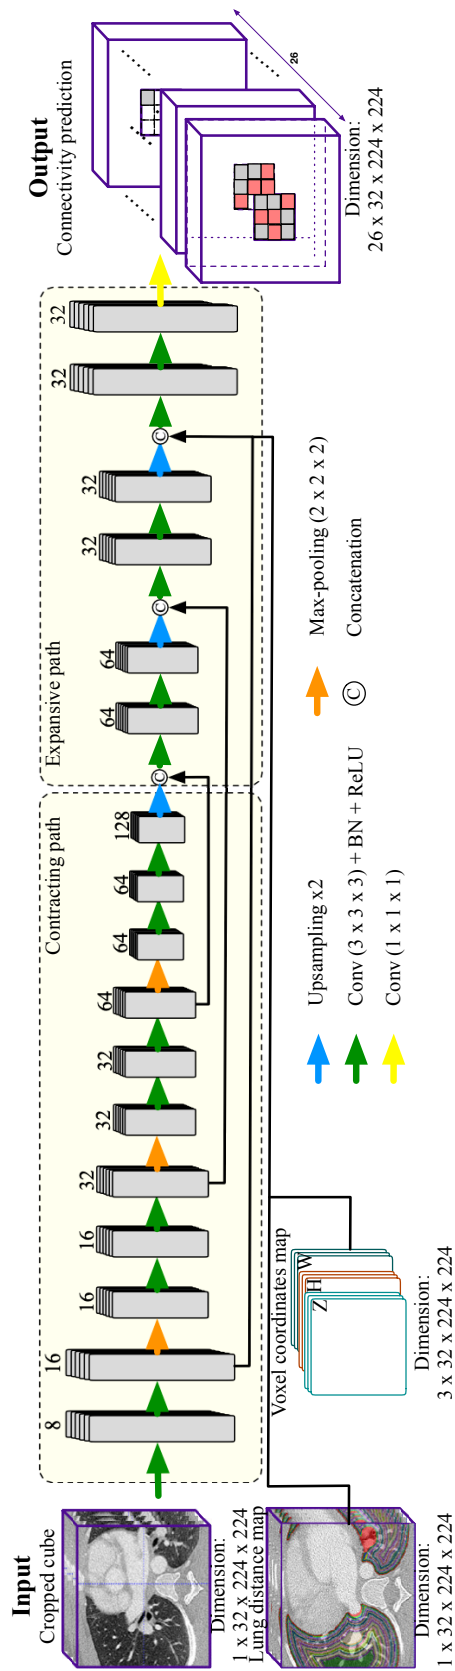 Input
Cropped cube
Dimension:
1 x 32 x 224 x 224
Lung distance map
Dimension:
1 x 32 x 224 x 224
Contracting path
8
16
16
16
32
32
32
64
64
64
128
Voxel coordinates map
Z
H
W
Dimension:
3 x 32 x 224 x 224
Expansive path
C
64
64
C
32
32
C
32
32
Output
Connectivity prediction
26
Dimension:
26 x 32 x 224 x 224
Upsampling x2
Conv (3 x 3 x 3) + BN + ReLU
Conv (1 x 1 x 1)
Max-pooling (2 x 2 x 2)
C Concatenation